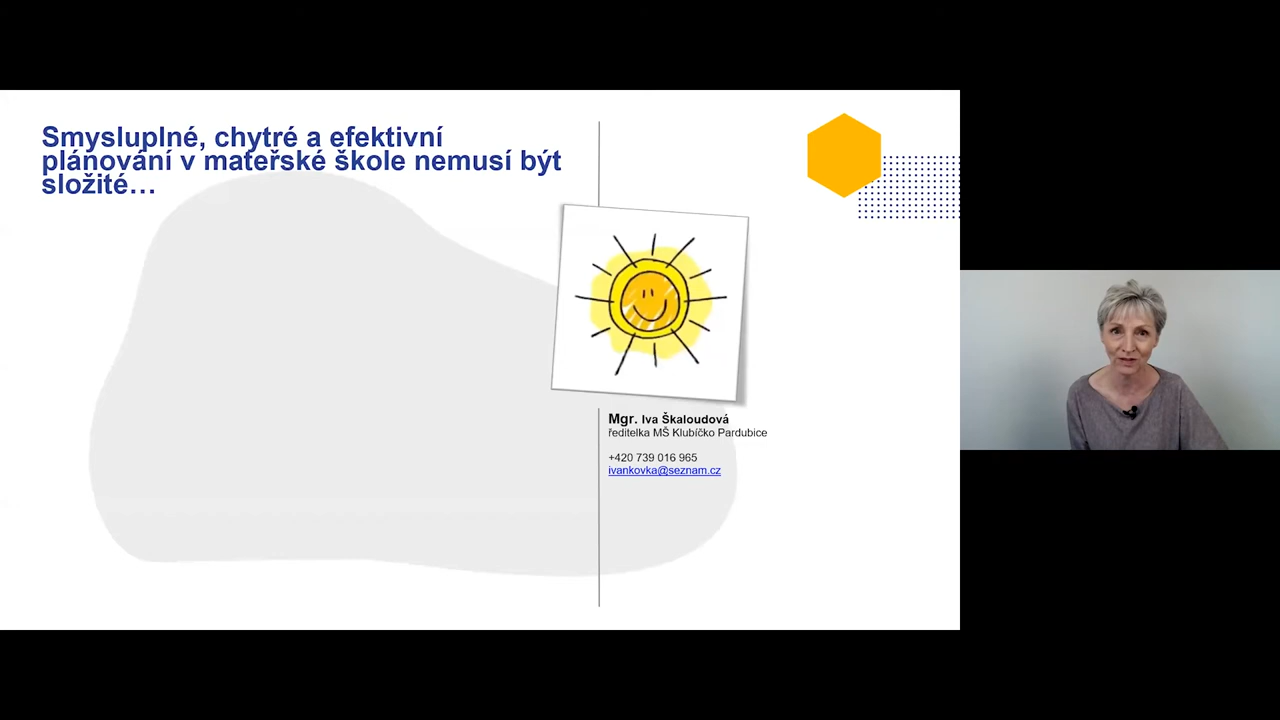 Smysluplné, chytré a efektivní
plánování v mateřské škole nemusí být
složité…
Mgr. Iva Škaloudová
ředitelka MŠ Klubíčko Pardubice
+420 739 016 965
ivankovka@seznam.cz